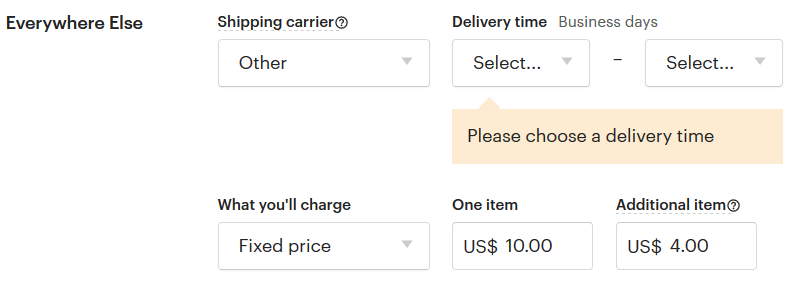 Everywhere Else
Shipping carrier
Delivery time Business days
Other
Select... – Select...
Please choose a delivery time
What you'll charge
One item
Additional item
Fixed price
US$ 10.00
US$ 4.00